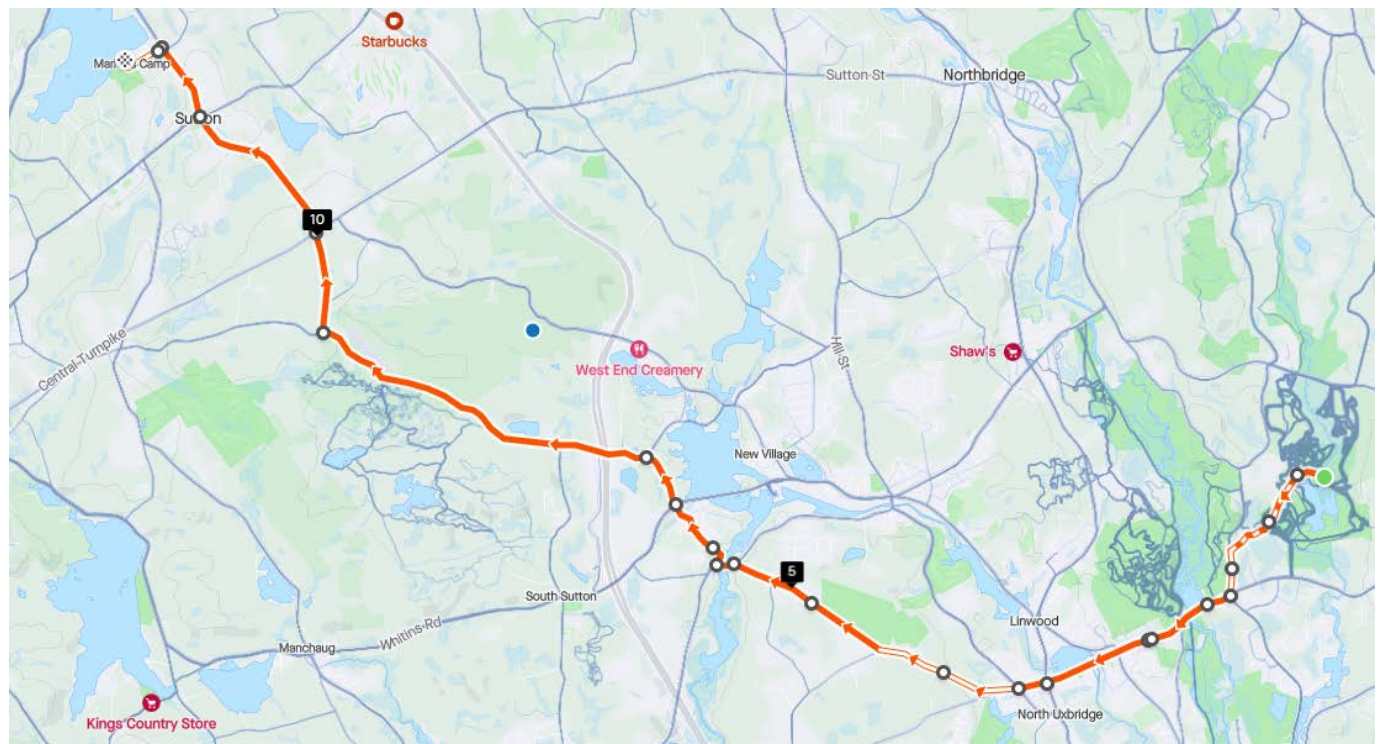 Starbucks
Sutton St
Northbridge
Camp
Sutton
10
Central Turnpike
Hill St
Shaw's
West End Creamery
New Village
5
South Sutton
Linwood
Whitins Rd
Manchaug
North Uxbridge
Kings Country Store